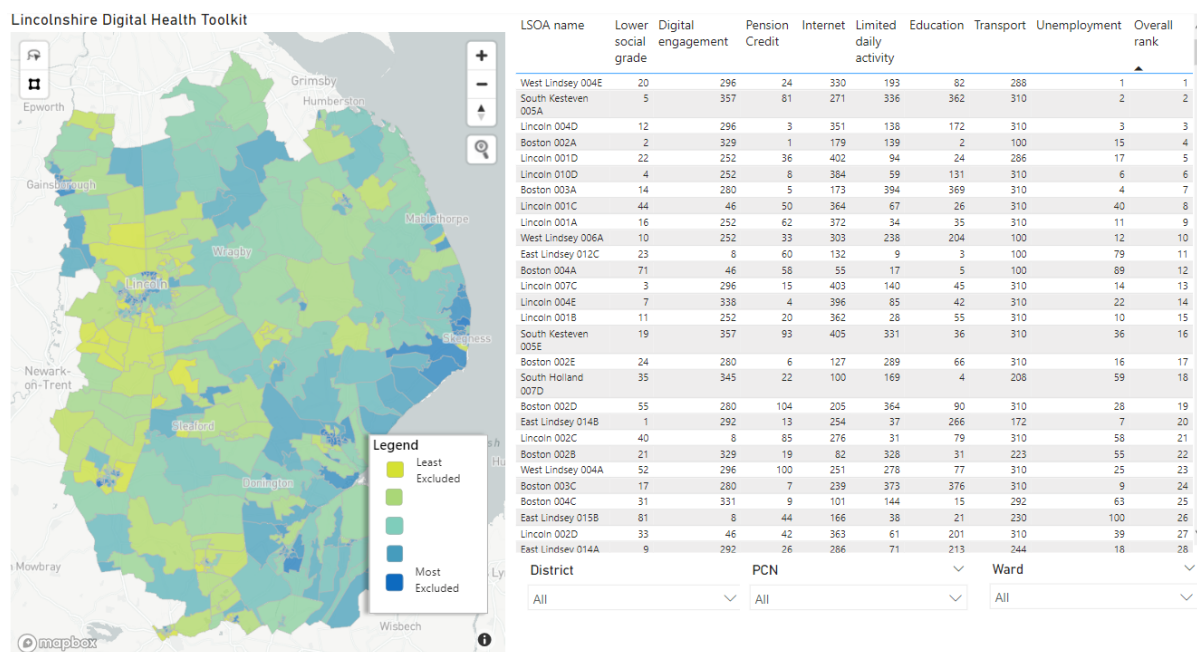 Lincolnshire Digital Health Toolkit
Grimsby
Humberston
Epworth
Gainsborough
Mablethorpe
Wragby
Lincoln
Skegness
Newark-
on-Trent
Sleaford
Donington
Mowbray
Wisbech
mapbox
Legend
Least
Excluded
Most
Excluded
LSOA name Lower social grade Digital engagement Pension Credit Internet Limited daily activity Education Transport Unemployment Overall rank
West Lindsey 004E 20 296 24 330 193 82 288 1 1
South Kesteven 005A 5 357 81 271 336 362 310 2 2
Lincoln 004D 12 296 3 351 138 172 310 3 3
Boston 002A 2 329 1 179 139 2 100 15 4
Lincoln 001D 22 252 36 402 94 24 286 17 5
Lincoln 010D 4 252 8 384 59 131 310 6 6
Boston 003A 14 280 5 173 394 369 310 4 7
Lincoln 001C 44 46 50 364 67 26 310 40 8
Lincoln 001A 16 252 62 372 34 35 310 11 9
West Lindsey 006A 10 252 33 303 238 204 100 12 10
East Lindsey 012C 23 8 60 132 9 3 100 79 11
Boston 004A 71 46 58 55 17 5 100 89 12
Lincoln 007C 3 296 15 403 140 45 310 14 13
Lincoln 004E 7 338 4 396 85 42 310 22 14
Lincoln 001B 11 252 20 362 28 55 310 10 15
South Kesteven 005E 19 357 93 405 331 36 310 36 16
Boston 002E 24 280 6 127 289 66 310 16 17
South Holland 007D 35 345 22 100 169 4 208 59 18
Boston 002D 55 280 104 205 364 90 310 28 19
East Lindsey 014B 1 292 13 254 37 266 172 7 20
Lincoln 002C 40 8 85 276 31 79 310 58 21
Boston 002B 21 329 19 82 328 31 223 55 22
West Lindsey 004A 52 296 100 251 278 77 310 25 23
Boston 003C 17 280 7 239 373 376 310 9 24
Boston 004C 31 331 9 101 144 15 292 63 25
East Lindsey 015B 81 8 44 166 38 21 230 100 26
Lincoln 002D 33 46 42 363 61 201 310 39 27
East Lindsey 014A 9 292 26 286 71 213 244 18 28
District PCN Ward
All All All